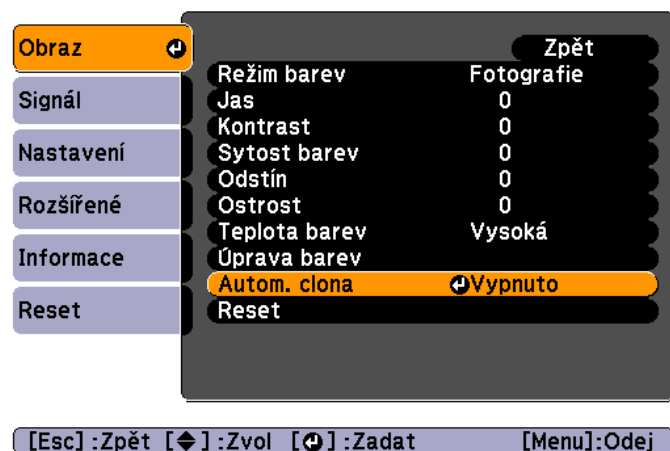 Obraz
Signál
Nastavení
Rozšířené
Informace
Reset
Zpět
Režim barev Fotografie
Jas 0
Kontrast 0
Sytost barev 0
Odstín 0
Ostrost 0
Teplota barev Vysoká
Úprava barev
Autom. clona Vypnuto
Reset
[Esc]:Zpět [◆]:Zvol [⏎]:Zadat [Menu]:Odej